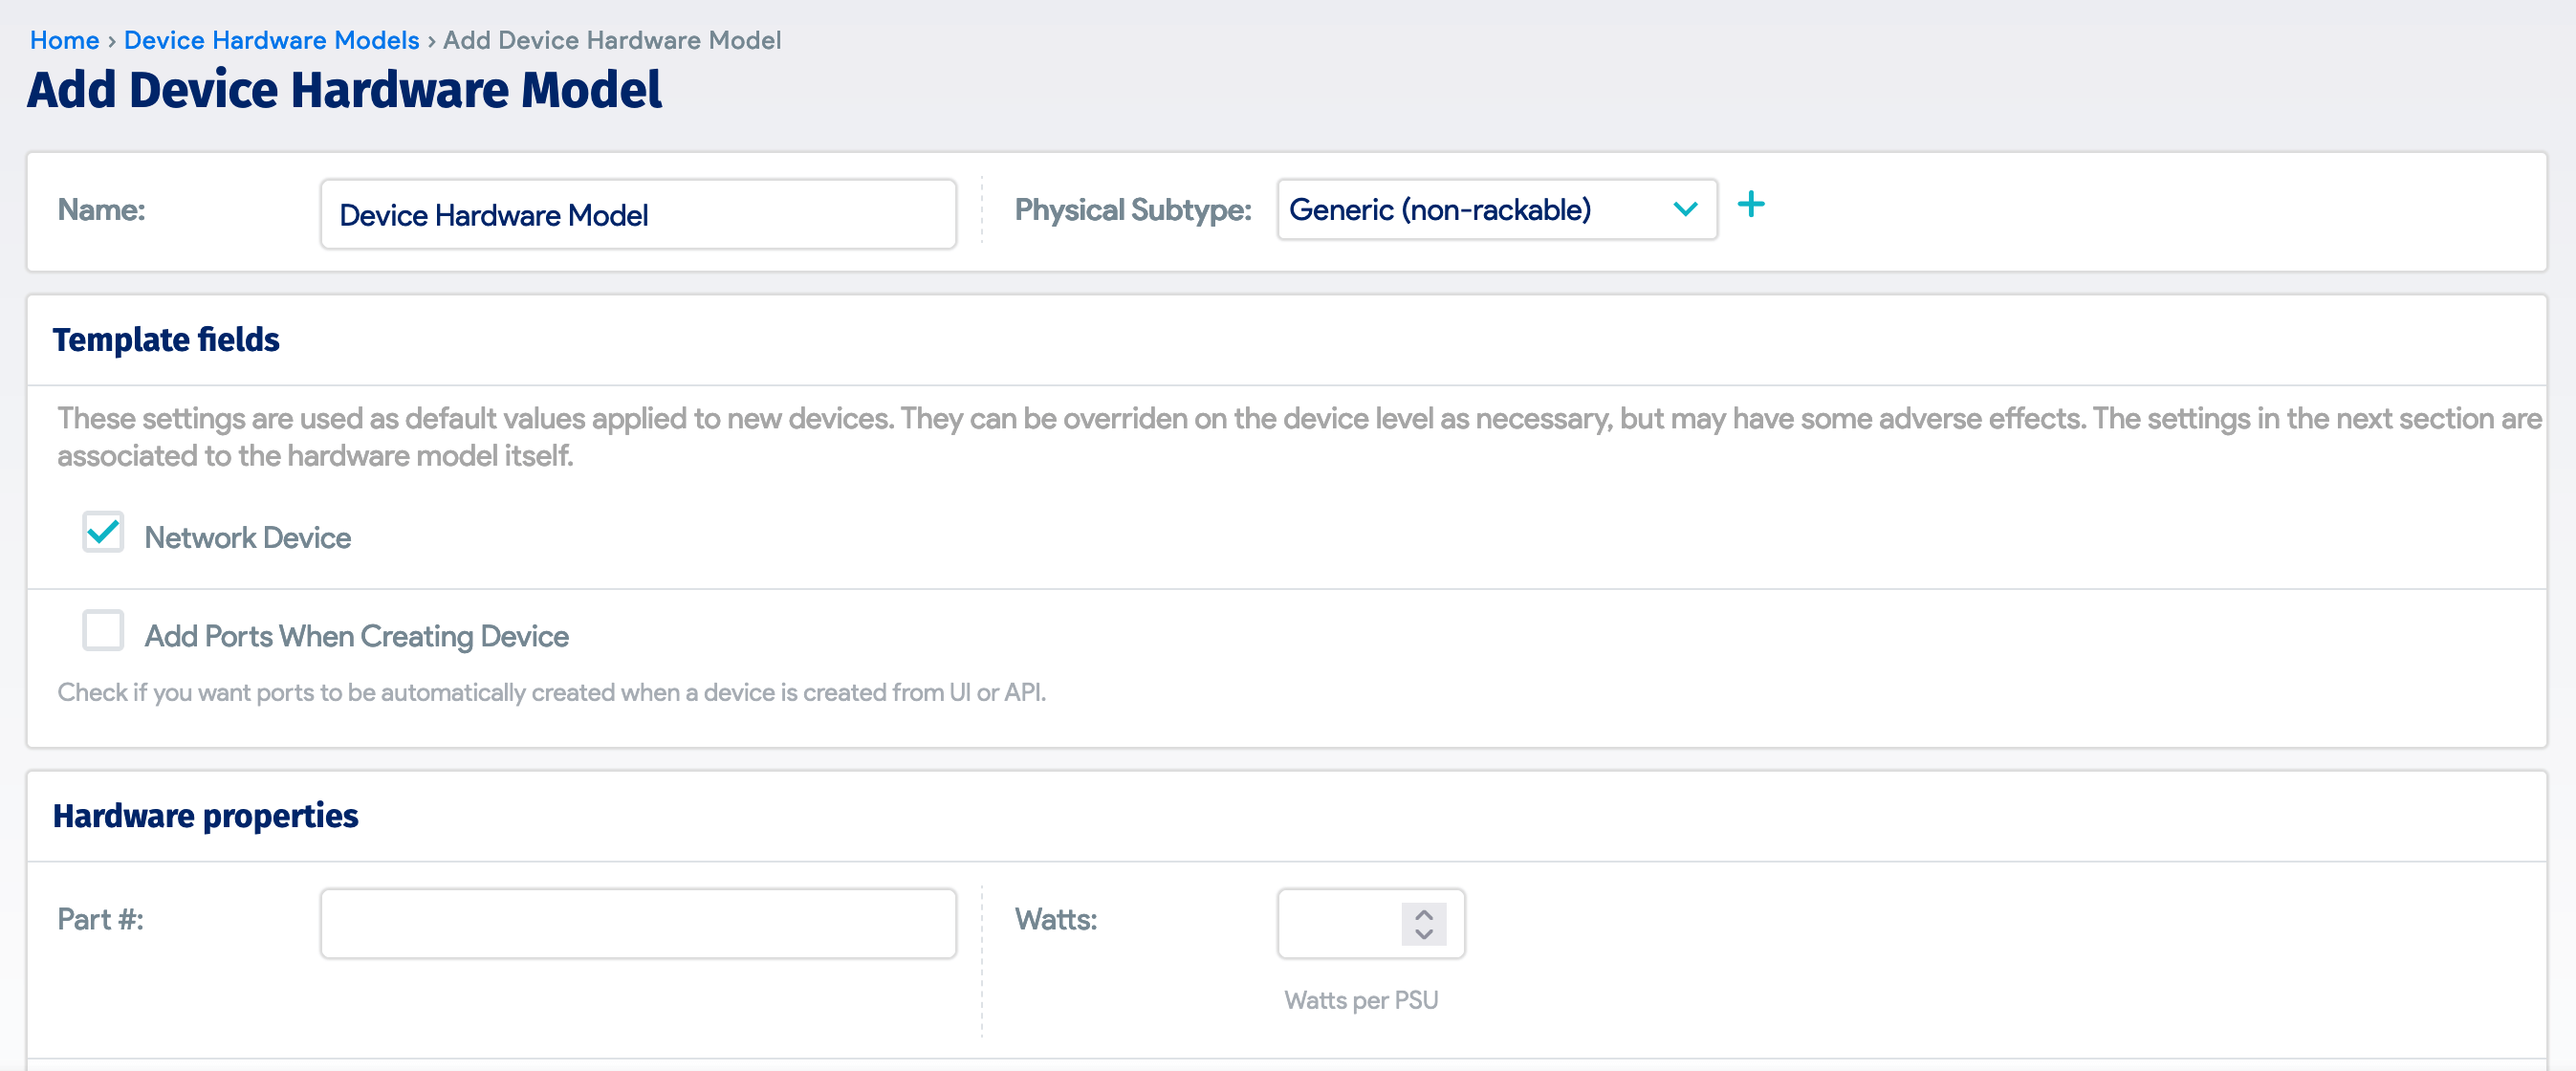 Home › Device Hardware Models › Add Device Hardware Model
Add Device Hardware Model
Name:
Device Hardware Model
Physical Subtype:
Generic (non-rackable)
Template fields
These settings are used as default values applied to new devices. They can be overriden on the device level as necessary, but may have some adverse effects. The settings in the next section are
associated to the hardware model itself.
Network Device
Add Ports When Creating Device
Check if you want ports to be automatically created when a device is created from UI or API.
Hardware properties
Part #:
Watts:
Watts per PSU